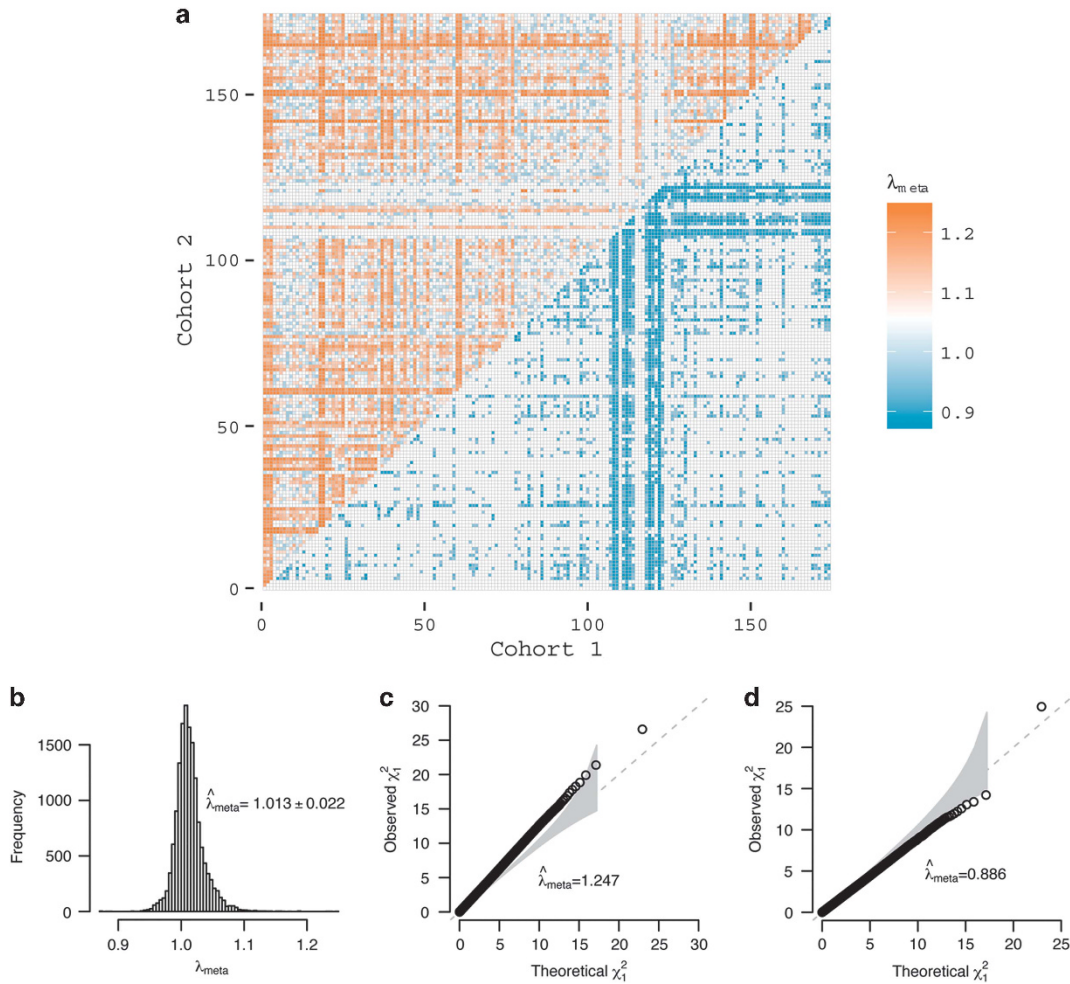 a
150
100
50
0
Cohort 2
0
50
100
150
Cohort 1
λmeta
1.2
1.1
1.0
0.9
b
1500
1000
500
0
Frequency
λ̂meta= 1.013 ± 0.022
0.9
1.0
1.1
1.2
λmeta
c
30
25
20
15
10
5
0
Observed χ₁²
λ̂meta=1.247
0
5
10
15
20
25
30
Theoretical χ₁²
d
25
20
15
10
5
0
Observed χ₁²
λ̂meta=0.886
0
5
10
15
20
25
Theoretical χ₁²